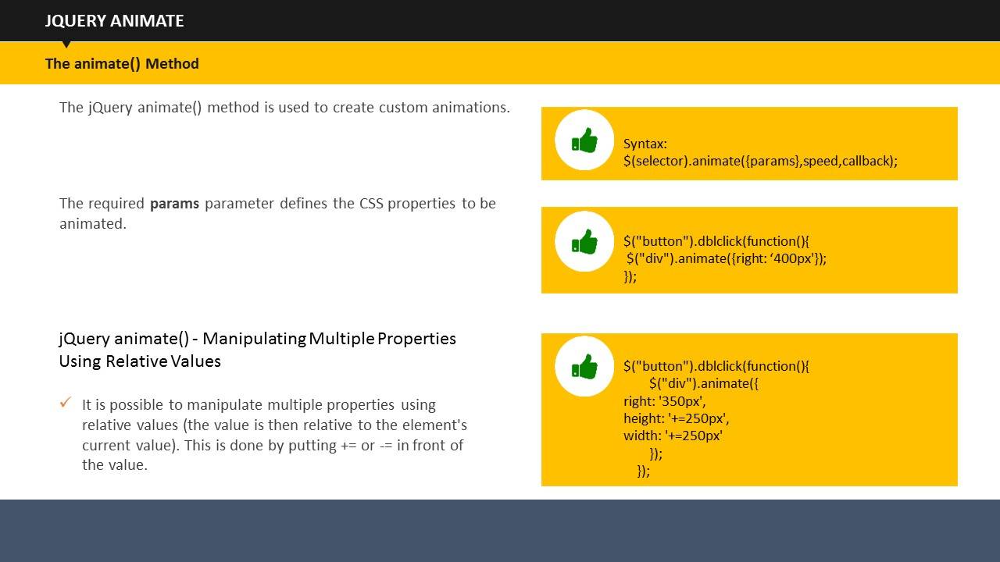 JQUERY ANIMATE
The animate() Method
The jQuery animate() method is used to create custom animations.
Syntax:
$(selector).animate({params},speed,callback);
The required params parameter defines the CSS properties to be
animated.
$("button").dblclick(function(){
$("div").animate({right: ‘400px'});
});
jQuery animate() - Manipulating Multiple Properties
Using Relative Values
It is possible to manipulate multiple properties using
relative values (the value is then relative to the element's
current value). This is done by putting += or -= in front of
the value.
$("button").dblclick(function(){
$("div").animate({
right: '350px',
height: '+=250px',
width: '+=250px'
});
});